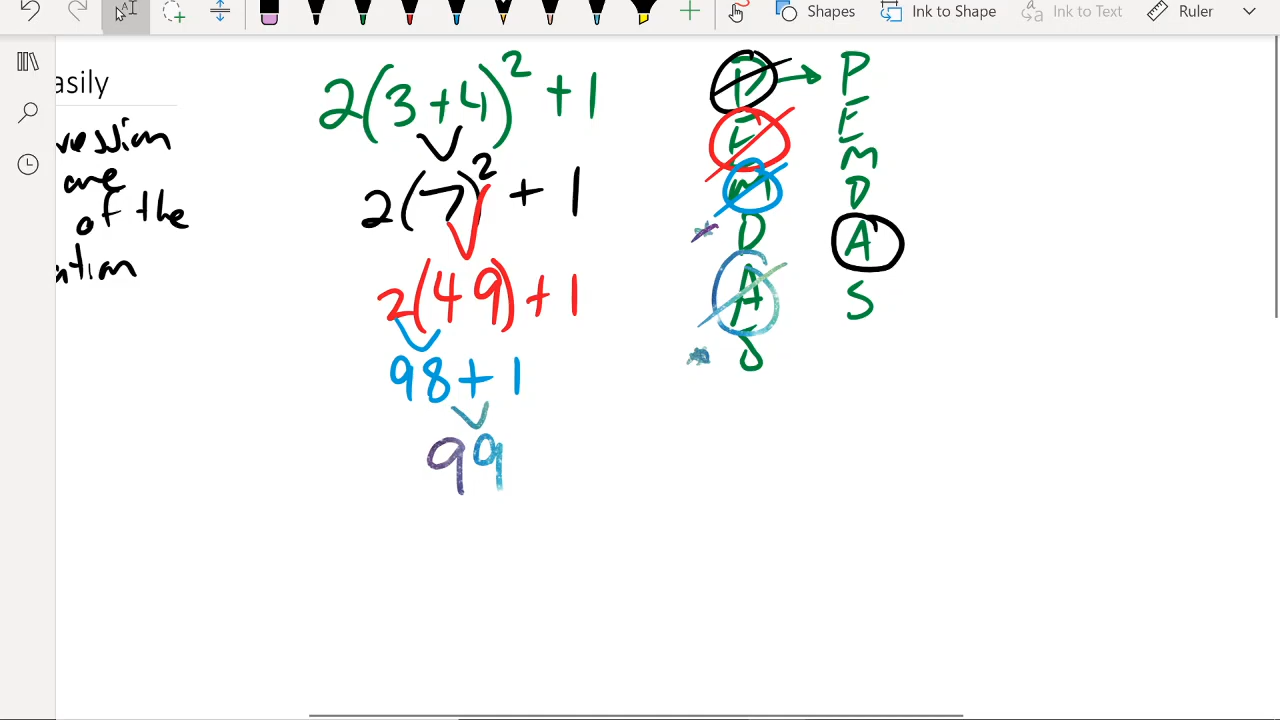 Shapes
Ink to Shape
Ink to Text
Ruler
asily
ression
are
of the
ation
2(3+4)² +1
2(7)² + 1
2(49) + 1
98 + 1
99
P
E
M
D
A
S
P
E
M
D
A
S